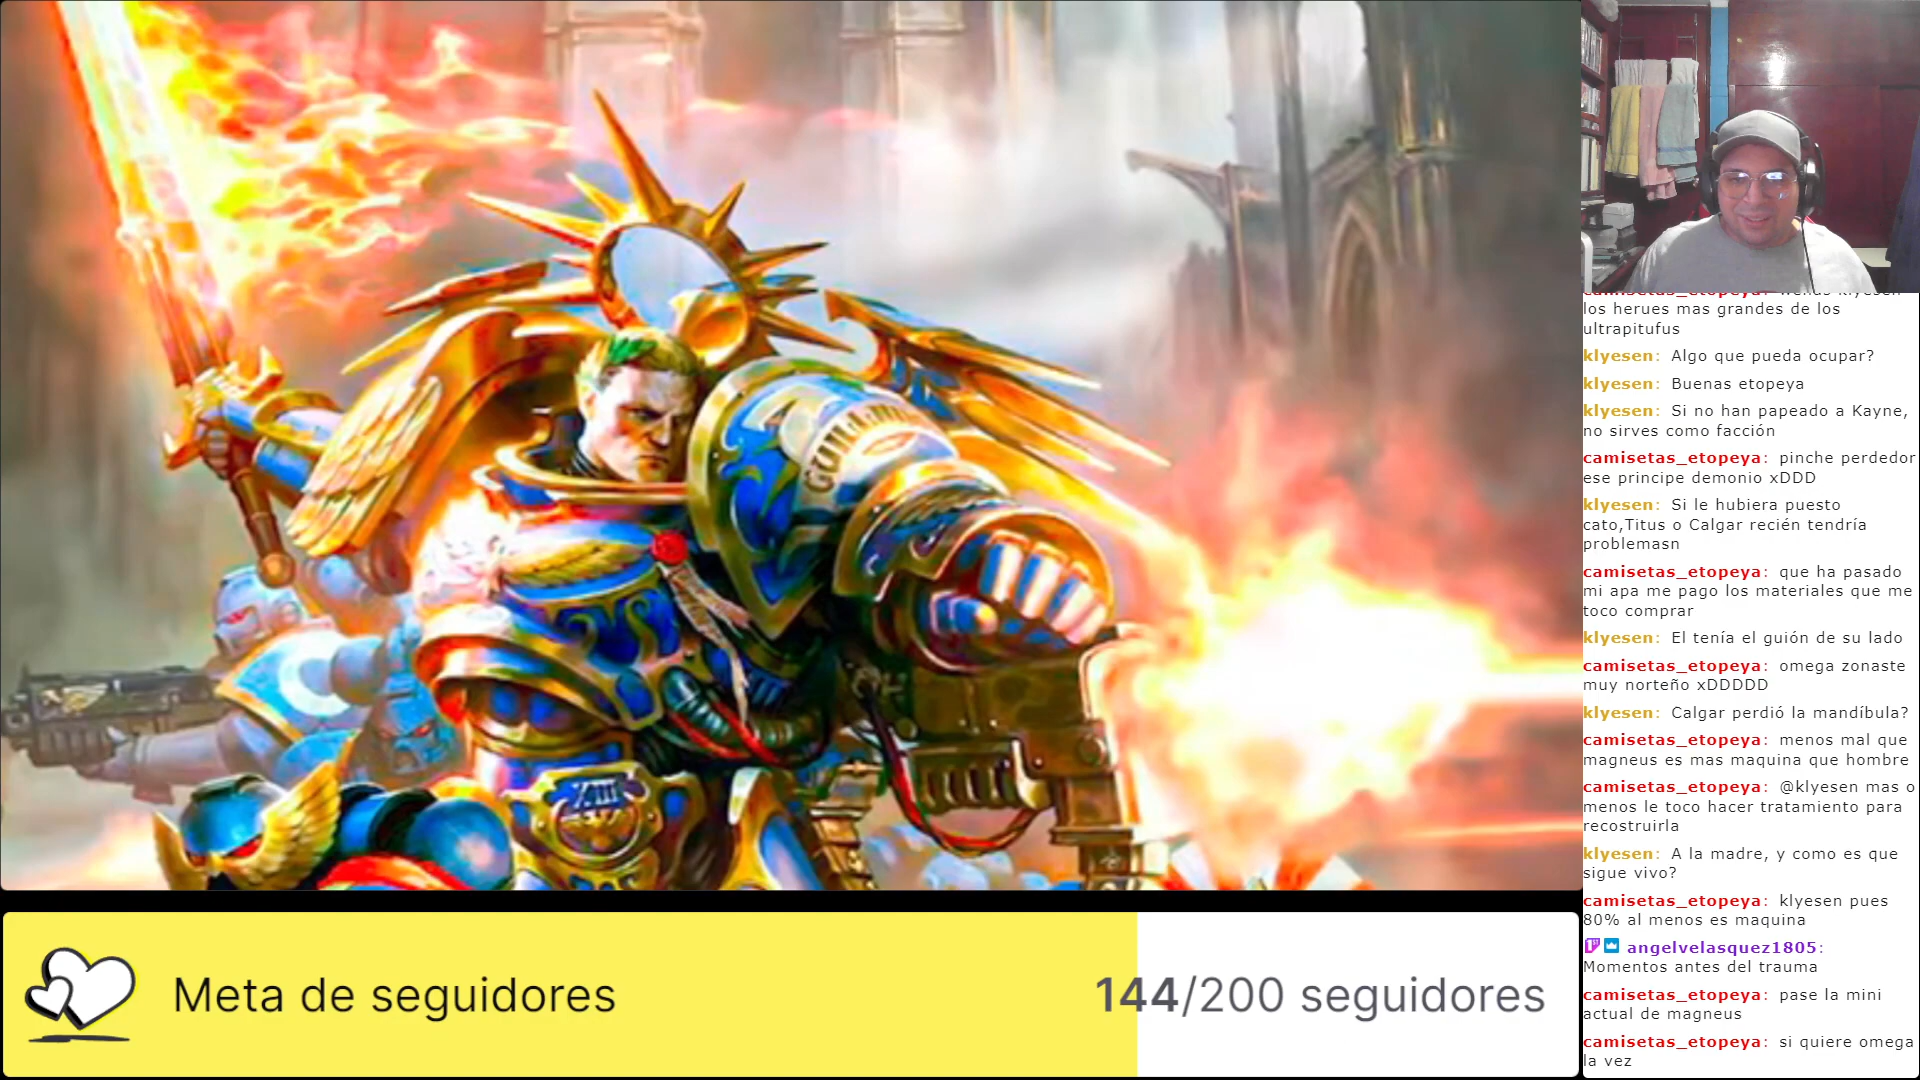 GUILLIMAN
XIII
Meta de seguidores
144/200 seguidores
camisetas_etopeya:
los herues mas grandes de los
ultrapitufus
klyesen: Algo que pueda ocupar?
klyesen: Buenas etopeya
klyesen: Si no han papeado a Kayne,
no sirves como facción
camisetas_etopeya: pinche perdedor
ese principe demonio xDDD
klyesen: Si le hubiera puesto
cato,Titus o Calgar recién tendría
problemasn
camisetas_etopeya: que ha pasado
mi apa me pago los materiales que me
toco comprar
klyesen: El tenía el guión de su lado
camisetas_etopeya: omega zonaste
muy norteño xDDDDD
klyesen: Calgar perdió la mandíbula?
camisetas_etopeya: menos mal que
magneus es mas maquina que hombre
camisetas_etopeya: @klyesen mas o
menos le toco hacer tratamiento para
recostruirla
klyesen: A la madre, y como es que
sigue vivo?
camisetas_etopeya: klyesen pues
80% al menos es maquina
angelvelasquez1805:
Momentos antes del trauma
camisetas_etopeya: pase la mini
actual de magneus
camisetas_etopeya: si quiere omega
la vez